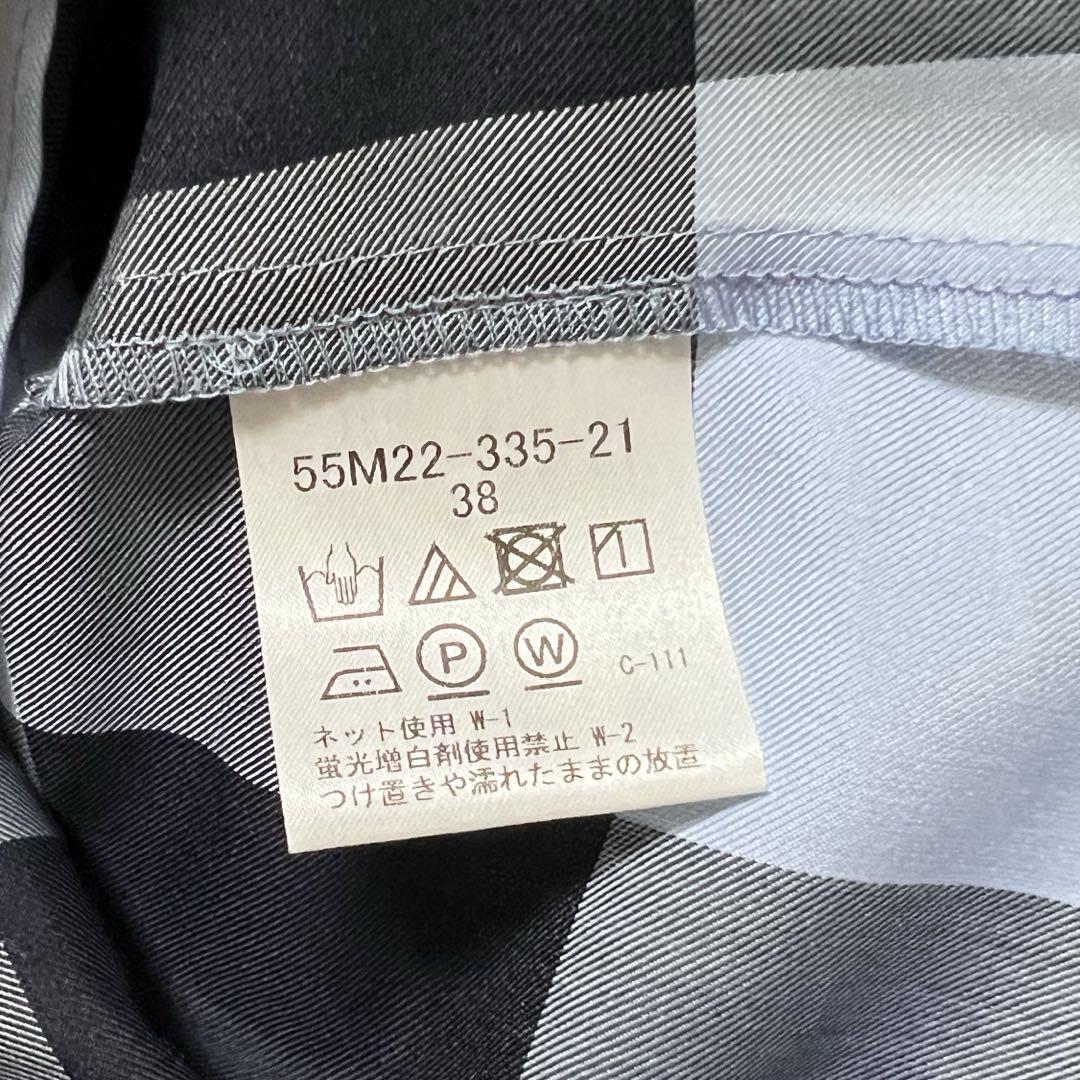 55M22-335-21
38
P W C-111
ネット使用 W-1
蛍光増白剤使用禁止 W-2
つけ置きや濡れたままの放置